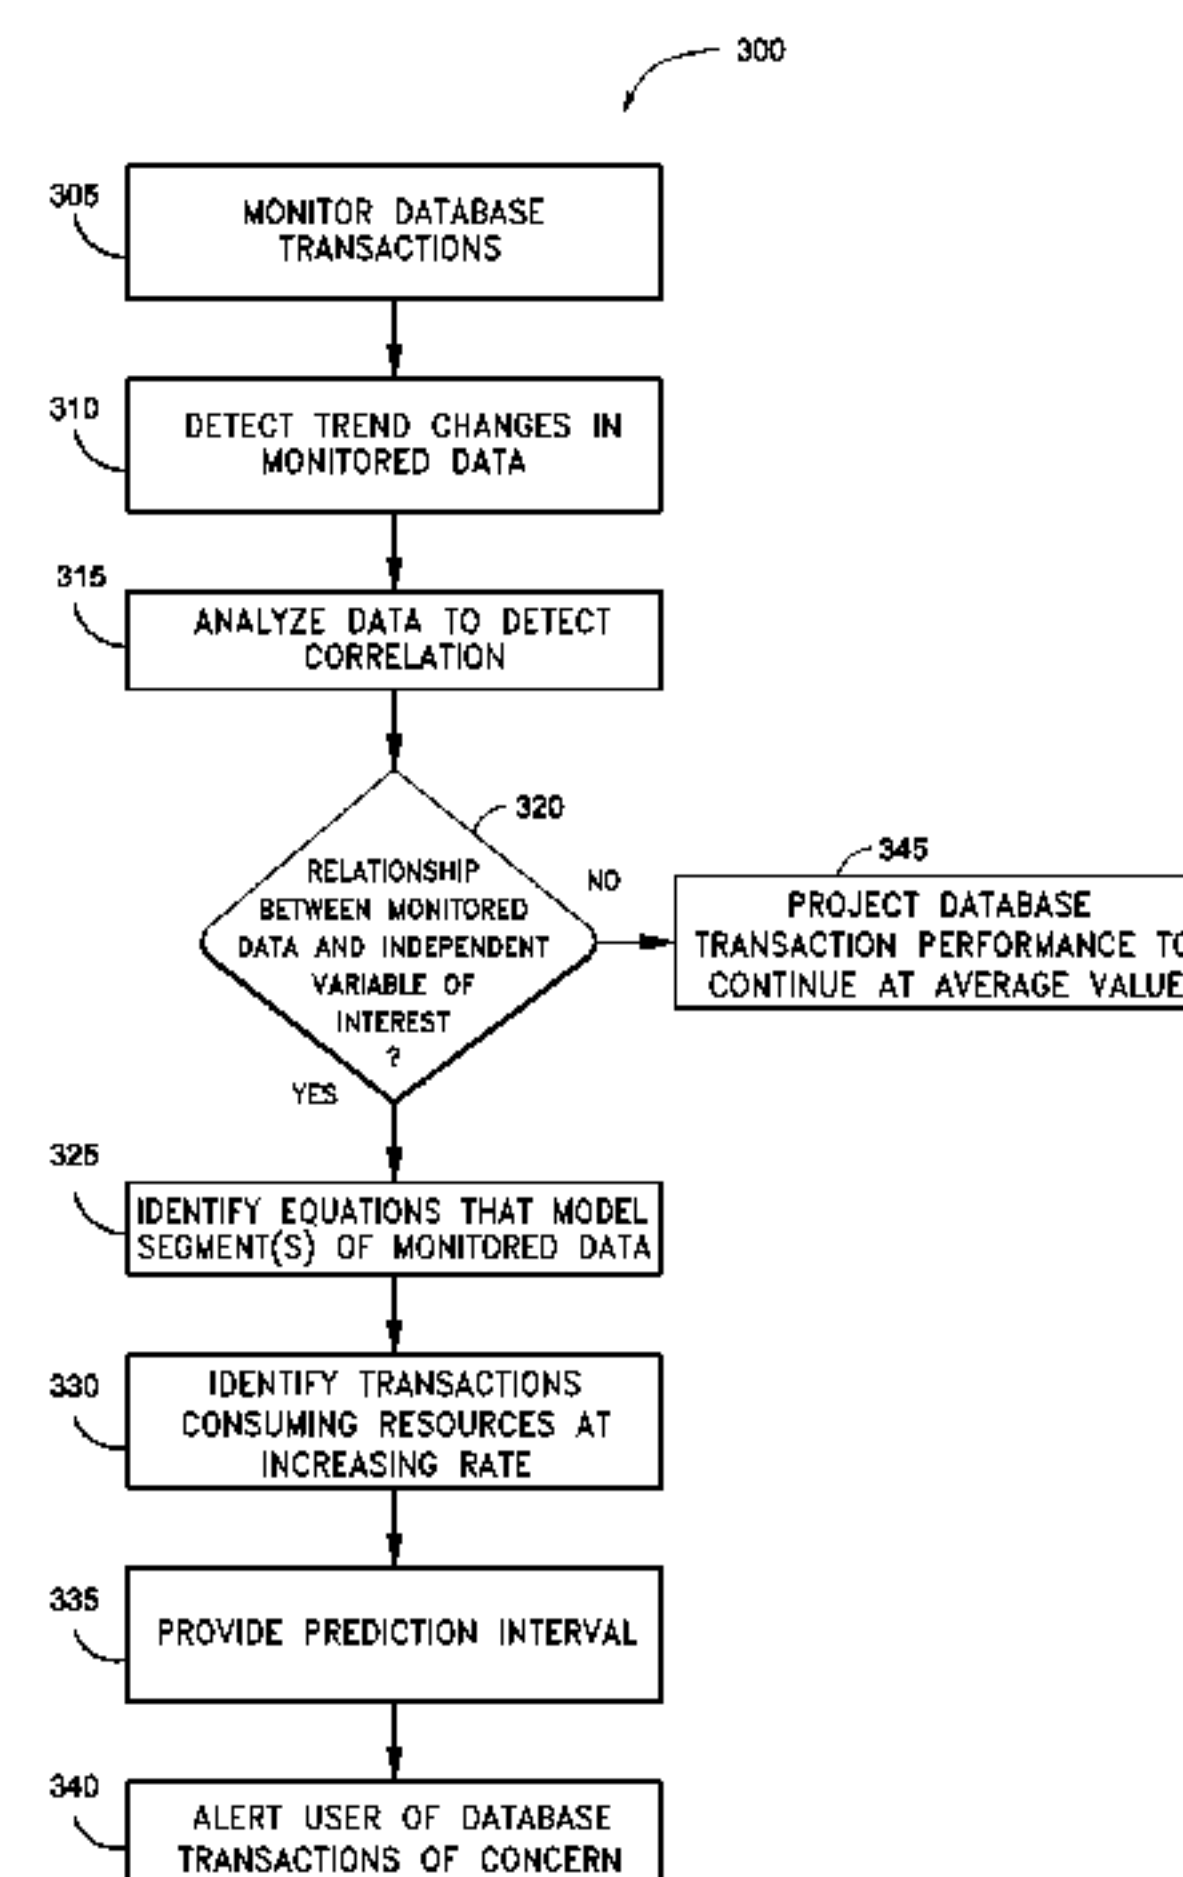 300
305
MONITOR DATABASE
TRANSACTIONS
310
DETECT TREND CHANGES IN
MONITORED DATA
315
ANALYZE DATA TO DETECT
CORRELATION
320
RELATIONSHIP
BETWEEN MONITORED
DATA AND INDEPENDENT
VARIABLE OF
INTEREST
?
NO
345
PROJECT DATABASE
TRANSACTION PERFORMANCE TO
CONTINUE AT AVERAGE VALUE
YES
325
IDENTIFY EQUATIONS THAT MODEL
SEGMENT(S) OF MONITORED DATA
330
IDENTIFY TRANSACTIONS
CONSUMING RESOURCES AT
INCREASING RATE
335
PROVIDE PREDICTION INTERVAL
340
ALERT USER OF DATABASE
TRANSACTIONS OF CONCERN